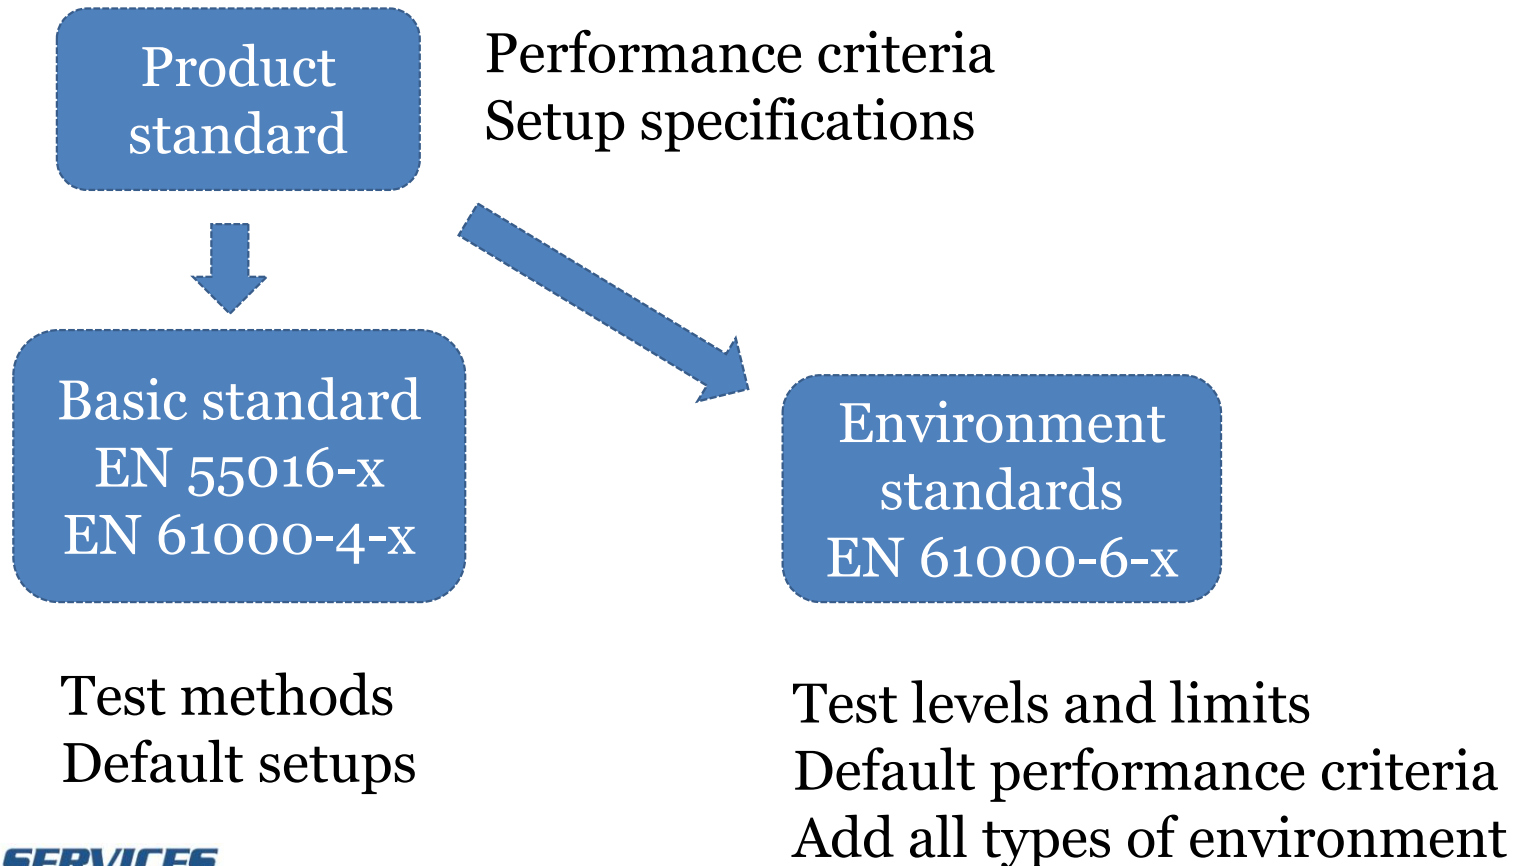 Product
standard
Performance criteria
Setup specifications
Basic standard
EN 55016-x
EN 61000-4-x
Environment
standards
EN 61000-6-x
Test methods
Default setups
Test levels and limits
Default performance criteria
Add all types of environment
SERVICES